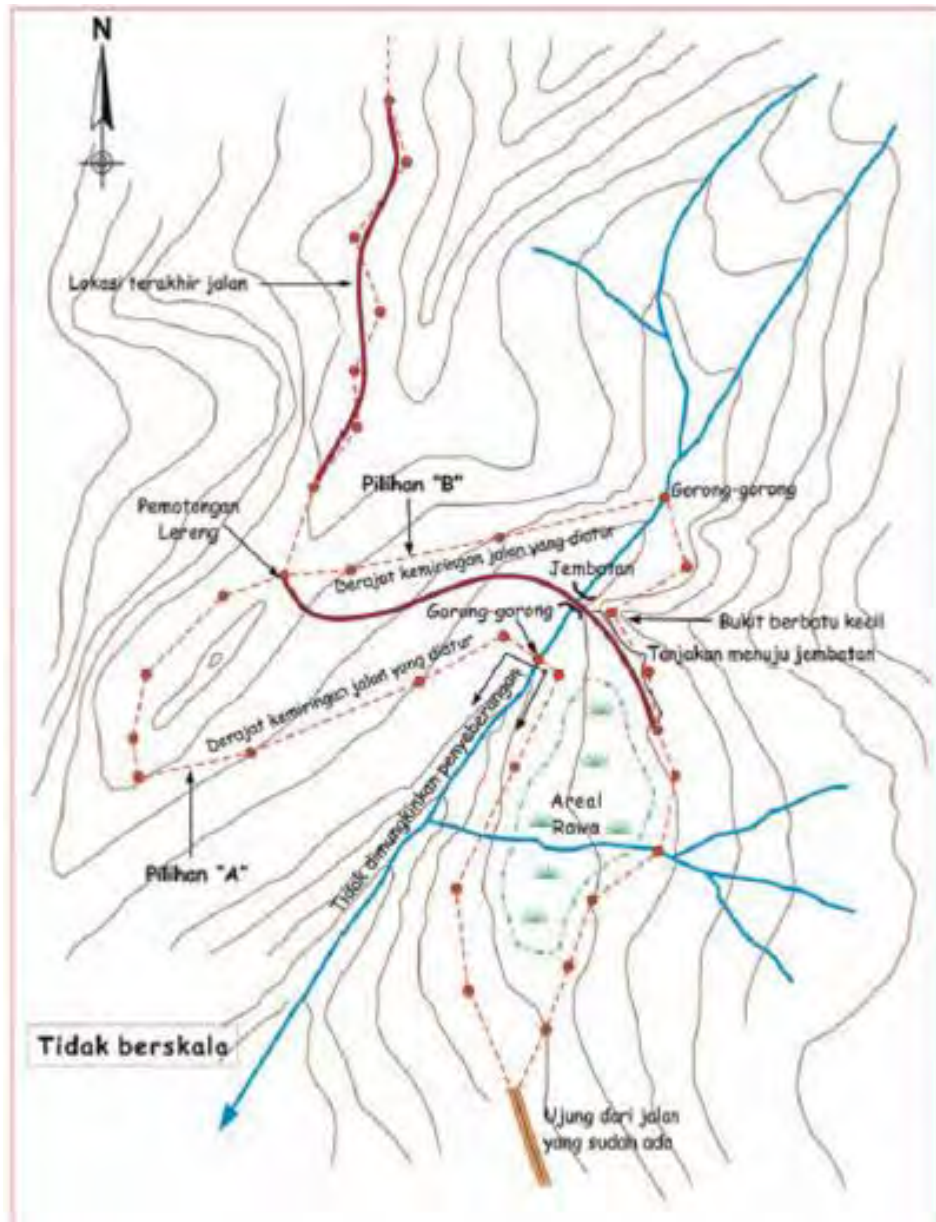 N
Lokasi terakhir jalan
Pilihan "B"
Gorong-gorong
Pemotongan
Lereng
Derajat kemiringan jalan yang diatur
Jembatan
Gorong-gorong
Bukit berbatu kecil
Tanjakan menuju jembatan
Derajat kemiringan jalan yang diatur
Tidak dimungkinkan penyeberangan
Areal
Rawa
Pilihan "A"
Tidak berskala
Ujung dari jalan
yang sudah ada